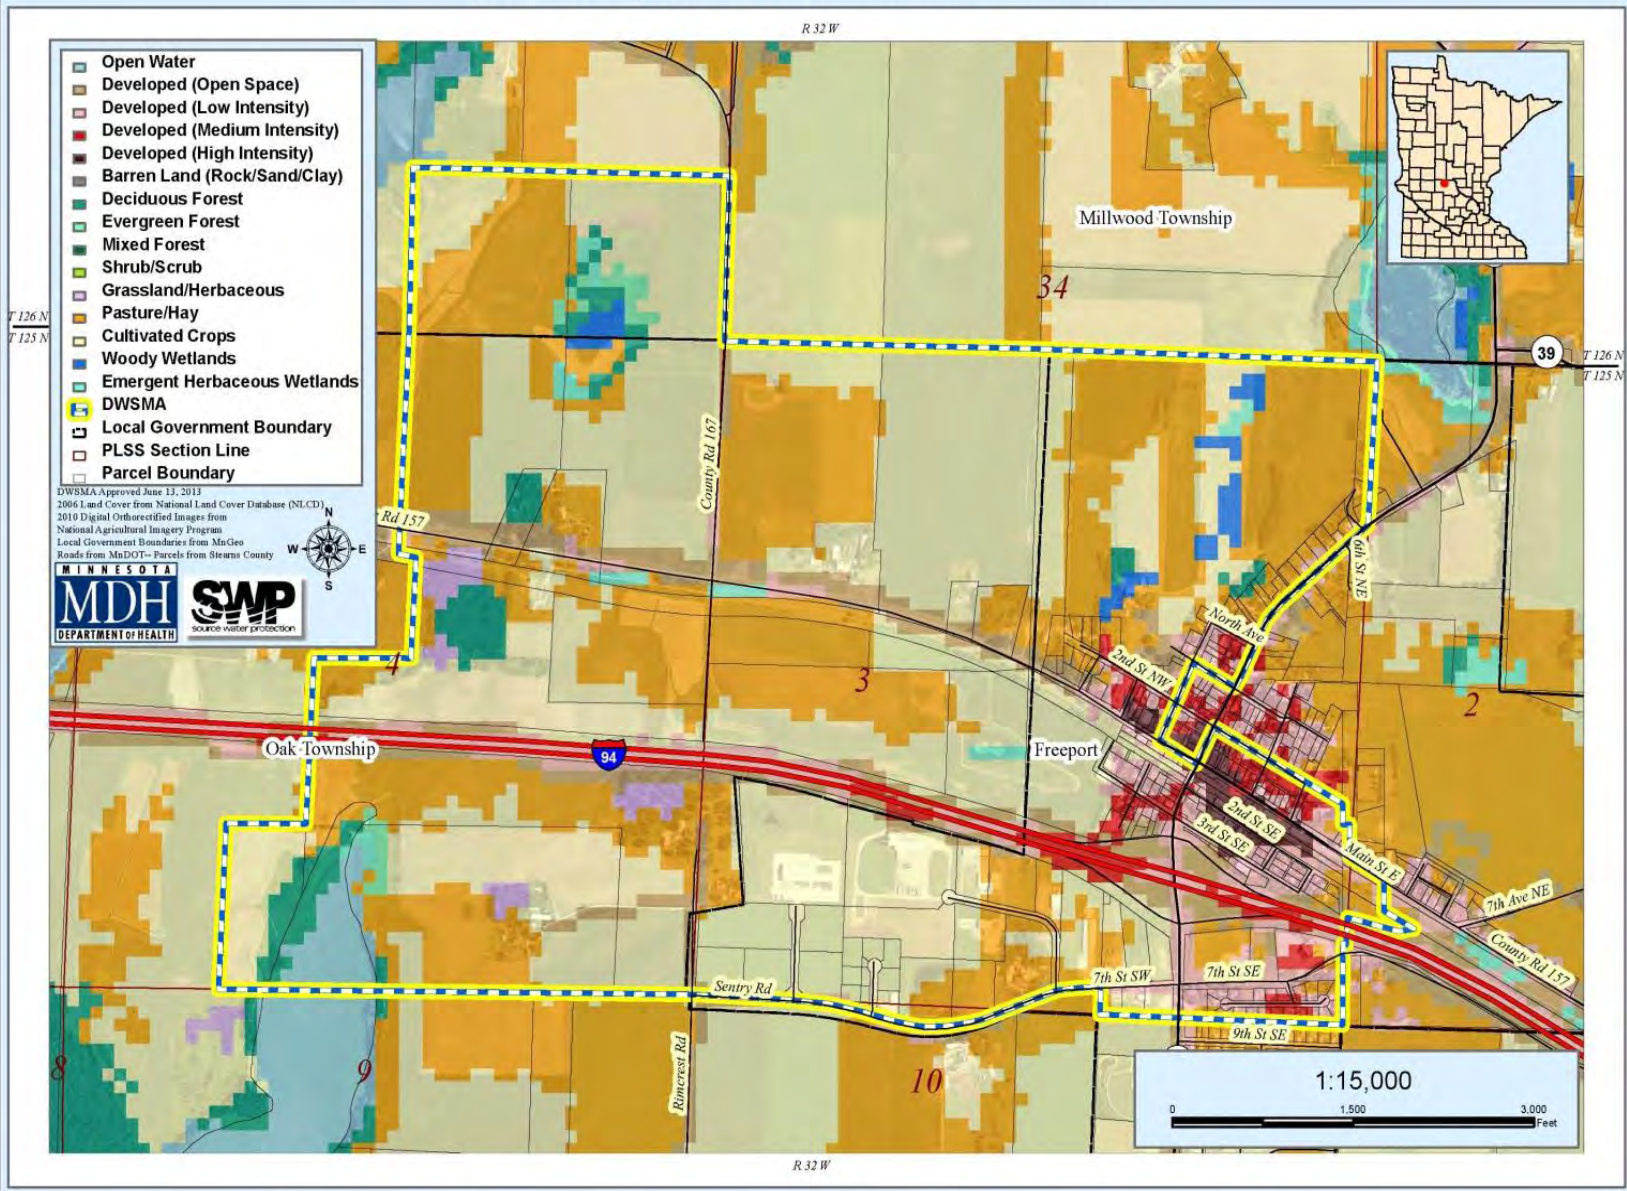 R 32 W
Open Water
Developed (Open Space)
Developed (Low Intensity)
Developed (Medium Intensity)
Developed (High Intensity)
Barren Land (Rock/Sand/Clay)
Deciduous Forest
Evergreen Forest
Mixed Forest
Shrub/Scrub
Grassland/Herbaceous
Pasture/Hay
Cultivated Crops
Woody Wetlands
Emergent Herbaceous Wetlands
DWSMA
Local Government Boundary
PLSS Section Line
Parcel Boundary
DWSMA Approved June 13, 2013
2006 Land Cover from National Land Cover Database (NLCD)
2010 Digital Orthorectified Images from
National Agricultural Imagery Program
Local Government Boundaries from MnGeo
Roads from MnDOT-- Parcels from Stearns County
N
W
E
S
MINNESOTA
MDH
DEPARTMENT OF HEALTH
SWP
source water protection
T 126 N
T 125 N
Millwood Township
34
39
T 126 N
T 125 N
County Rd 167
Rd 157
6th St NE
North Ave
2nd St NW
4
3
2
Oak Township
94
Freeport
2nd St SE
3rd St SE
Main St E
7th Ave NE
County Rd 157
Sentry Rd
7th St SW
7th St SE
9th St SE
Rimcrest Rd
8
9
10
1:15,000
0
1,500
3,000
Feet
R 32 W